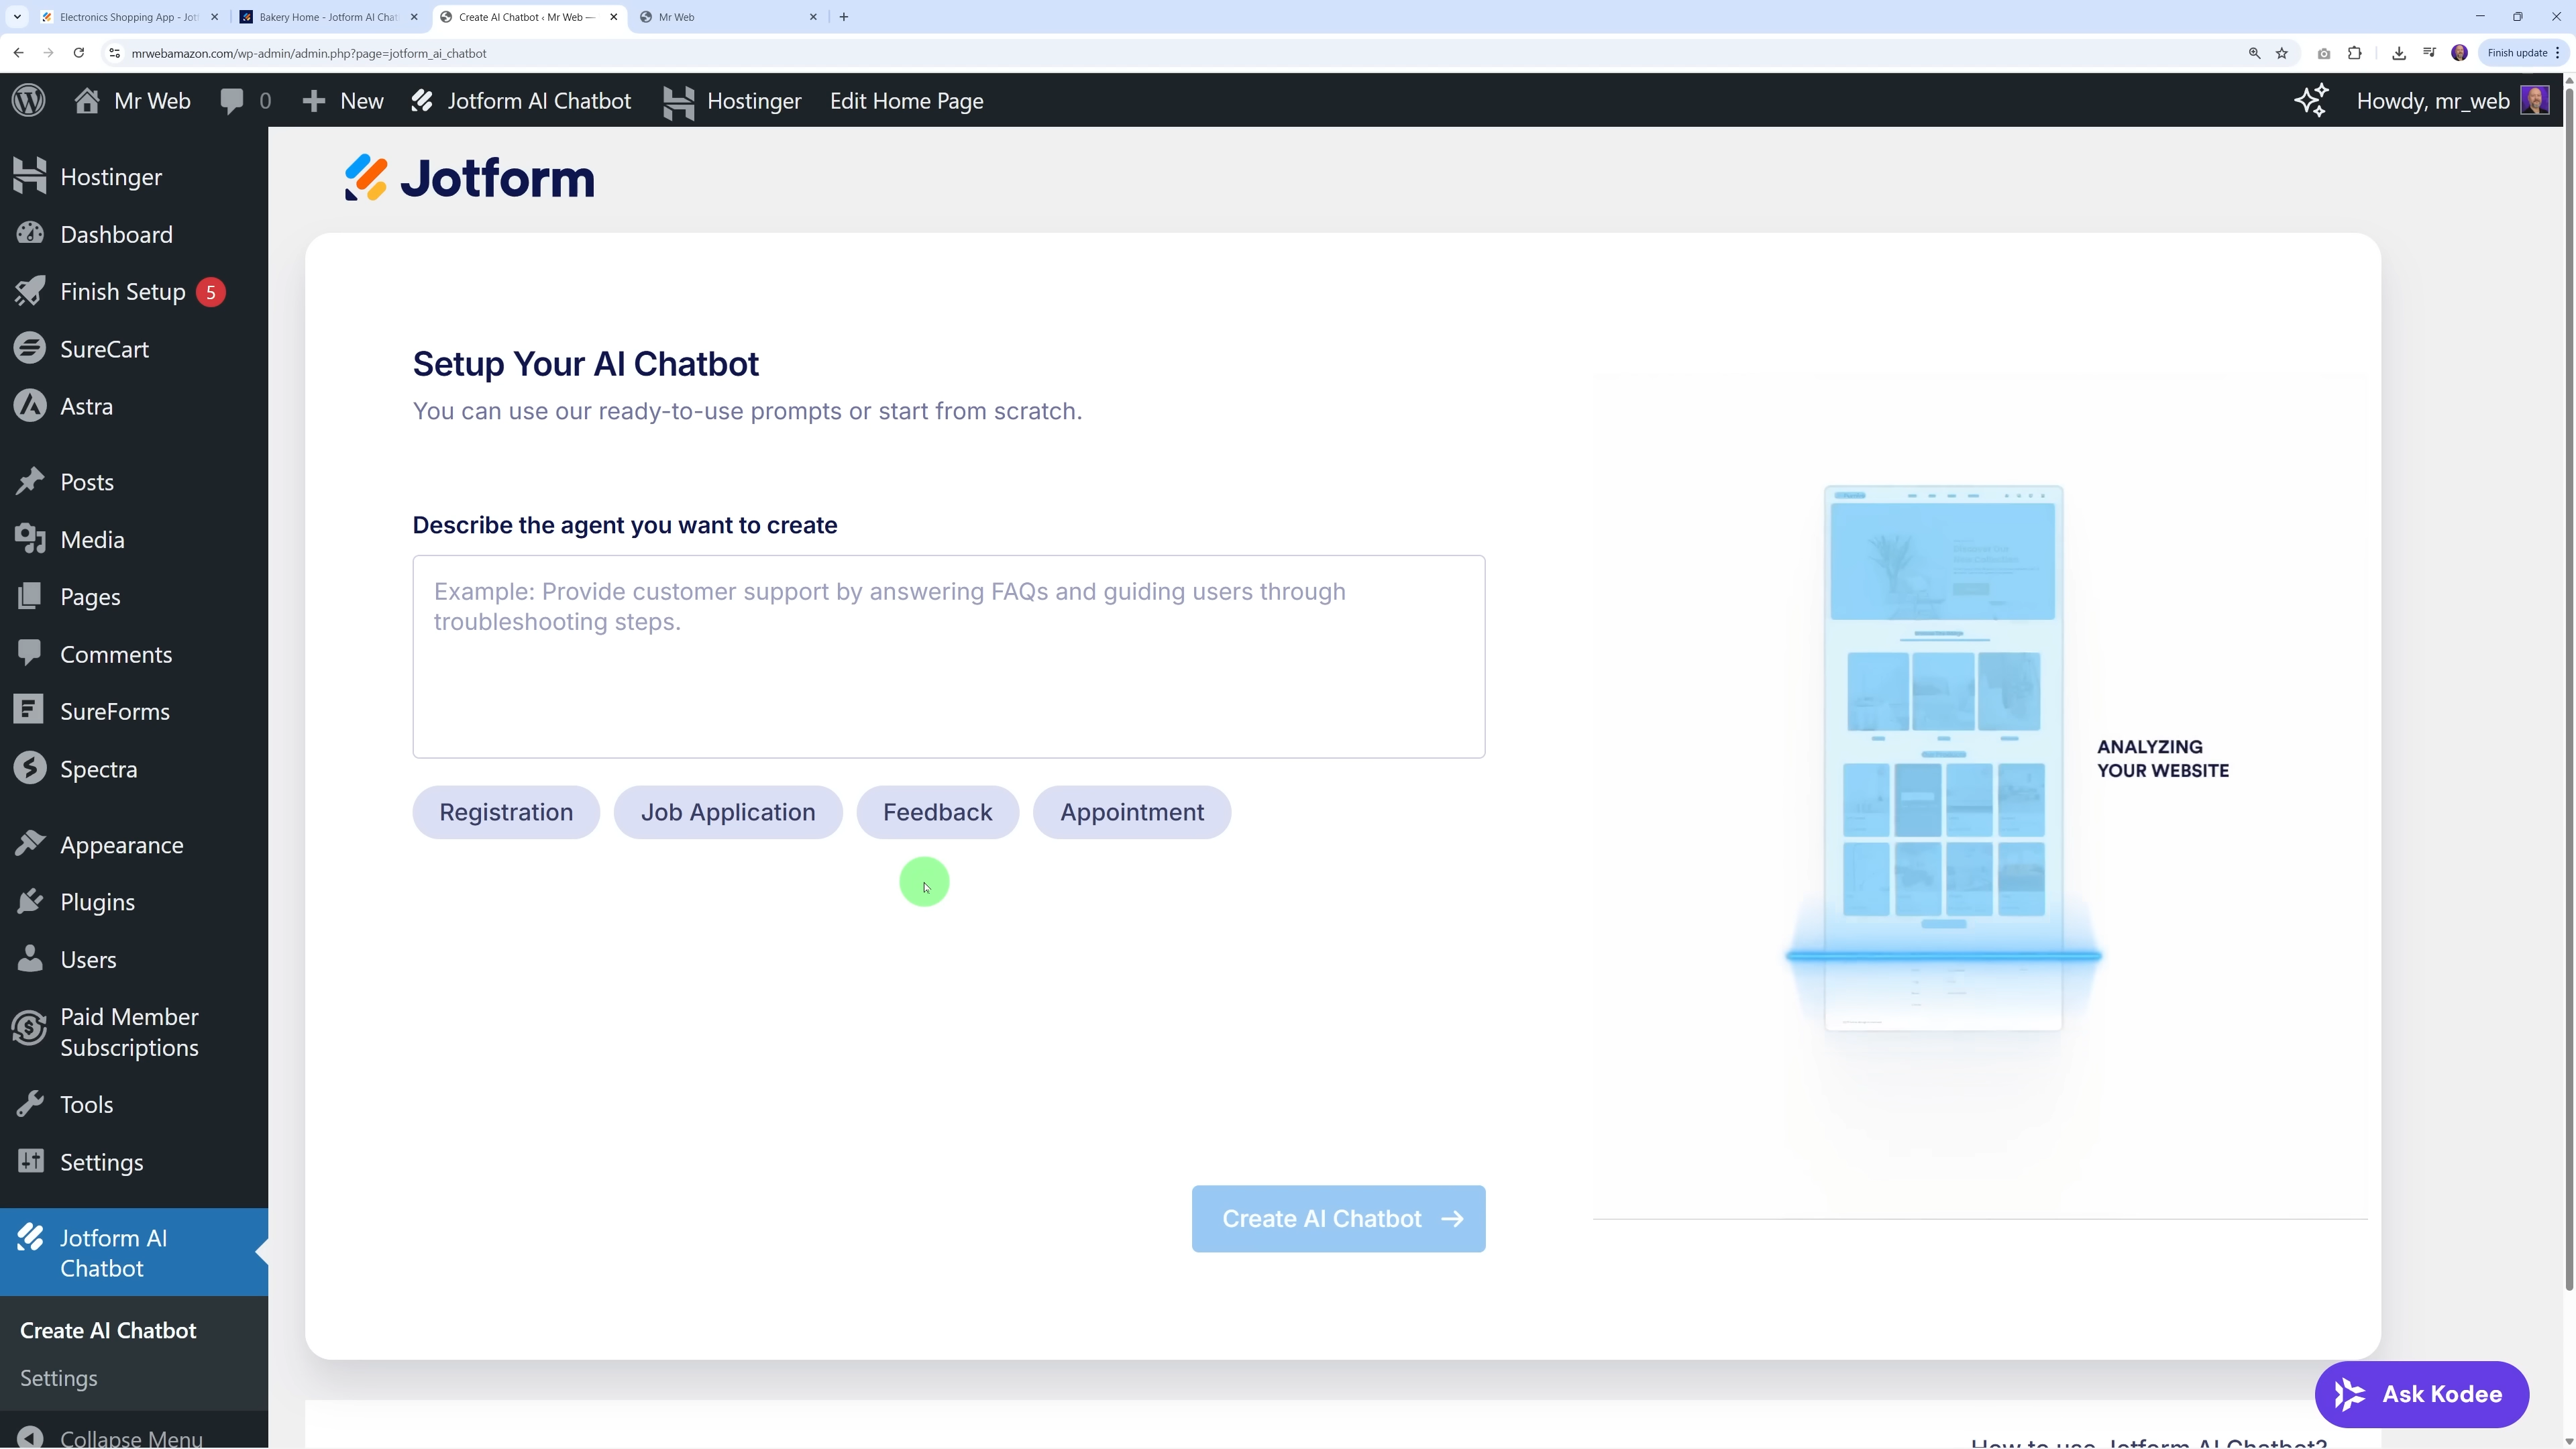 Electronics Shopping App - Jot
Bakery Home - Jotform AI Chat
Create AI Chatbot ‹ Mr Web —
Mr Web
mrwebamazon.com/wp-admin/admin.php?page=jotform_ai_chatbot
Finish update
Mr Web
0
New
Jotform AI Chatbot
Hostinger
Edit Home Page
Howdy, mr_web
Hostinger
Dashboard
Finish Setup 5
SureCart
Astra
Posts
Media
Pages
Comments
SureForms
Spectra
Appearance
Plugins
Users
Paid Member
Subscriptions
Tools
Settings
Jotform AI
Chatbot
Create AI Chatbot
Settings
Collapse Menu
Jotform
Setup Your AI Chatbot
You can use our ready-to-use prompts or start from scratch.
Describe the agent you want to create
Example: Provide customer support by answering FAQs and guiding users through
troubleshooting steps.
Registration
Job Application
Feedback
Appointment
Create AI Chatbot
ANALYZING
YOUR WEBSITE
Ask Kodee
How to use Jotform AI Chatbot?